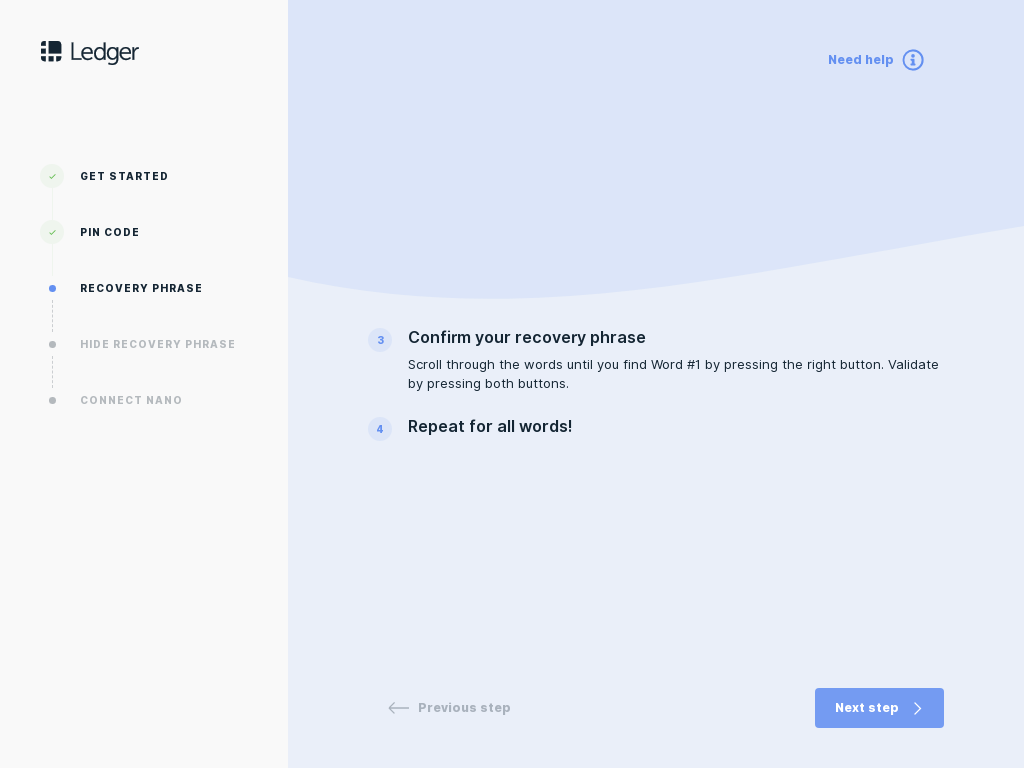 Ledger
Need help
GET STARTED
PIN CODE
RECOVERY PHRASE
HIDE RECOVERY PHRASE
CONNECT NANO
3
Confirm your recovery phrase
Scroll through the words until you find Word #1 by pressing the right button. Validate
by pressing both buttons.
4
Repeat for all words!
Previous step
Next step